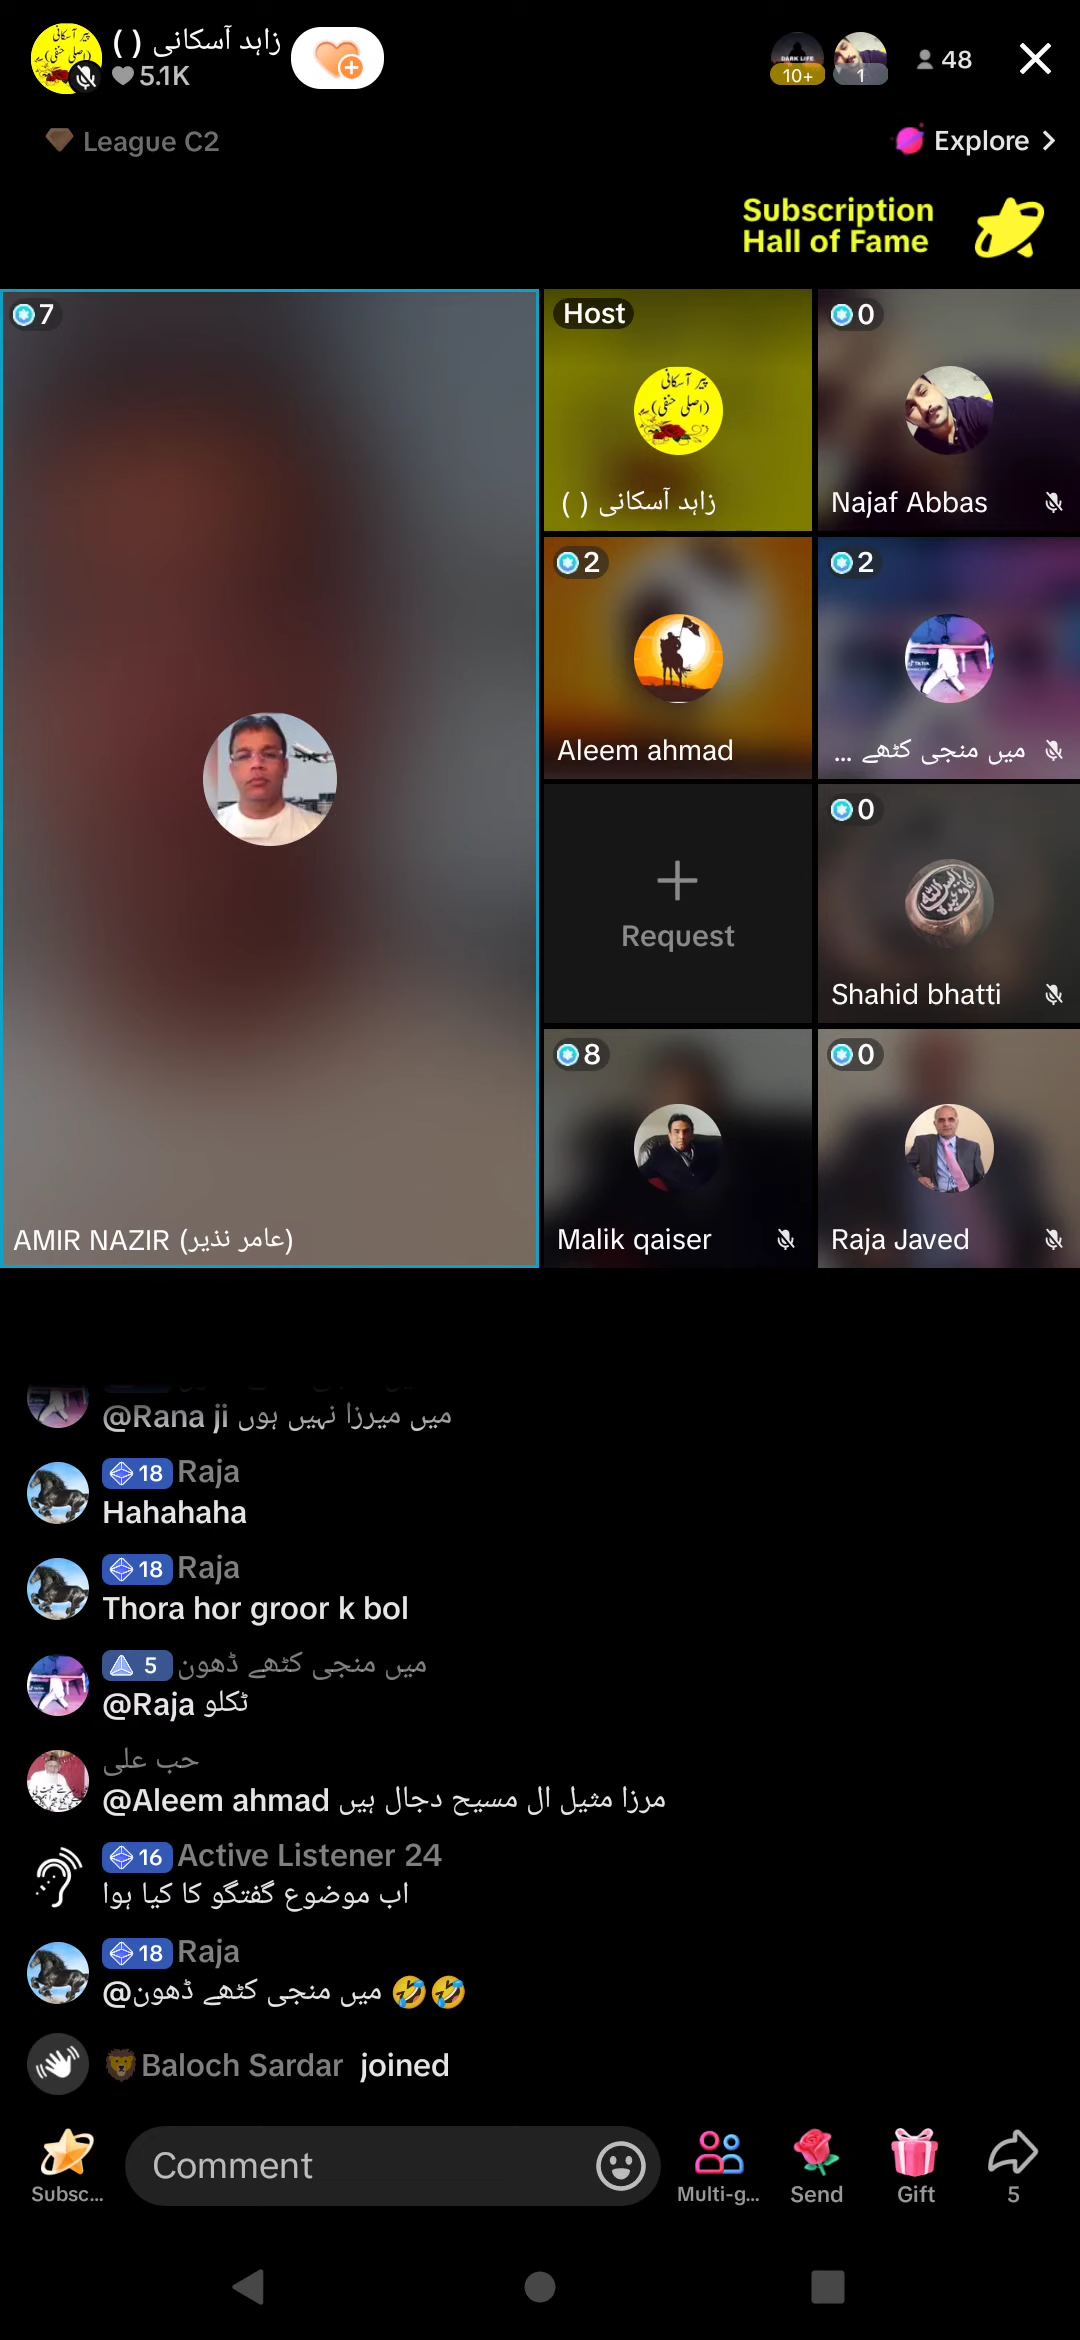 زاہد آسکانی ( )
5.1K
10+
1
48
League C2
Explore
Subscription
Hall of Fame
7
Host
0
پیر آسکانی
(اصلی حنفی)
زاہد آسکانی ( )
Najaf Abbas
2
2
Aleem ahmad
میں منجی کٹھے ...
0
Request
Shahid bhatti
8
0
AMIR NAZIR (عامر نذیر)
Malik qaiser
Raja Javed
@Rana ji میں میرزا نہیں ہوں
18 Raja
Hahahaha
18 Raja
Thora hor groor k bol
5 میں منجی کٹھے ڈھون
@Raja ٹکلو
حب علی
@Aleem ahmad مرزا مثیل ال مسیح دجال ہیں
16 Active Listener 24
اب موضوع گفتگو کا کیا ہوا
18 Raja
@میں منجی کٹھے ڈھون 🤣🤣
🦁Baloch Sardar joined
Comment
Subsc...
Multi-g...
Send
Gift
5